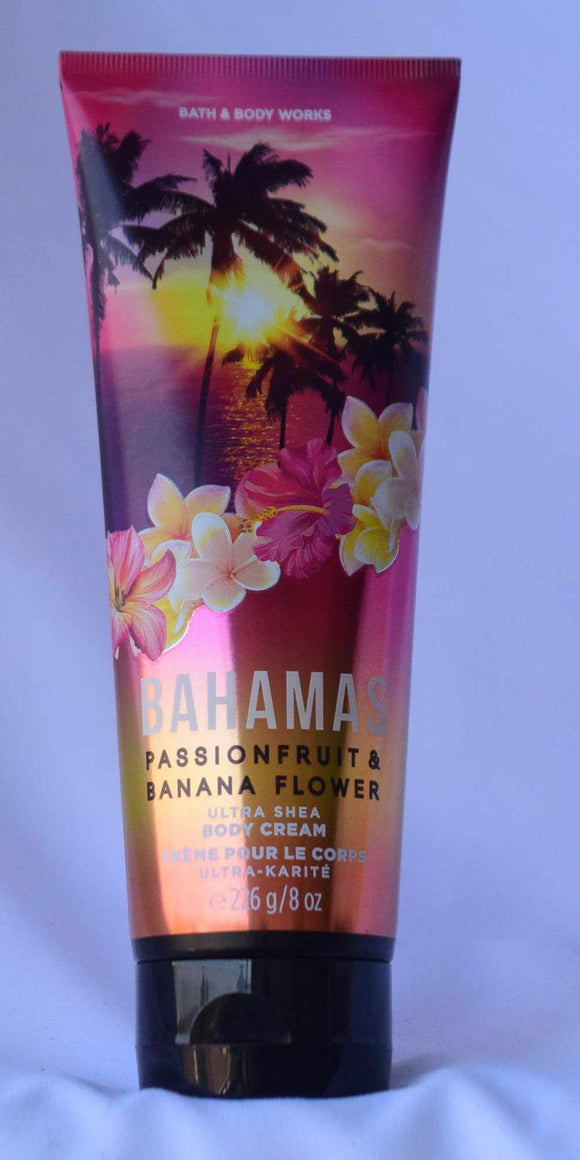 BATH & BODY WORKS
BAHAMAS
PASSIONFRUIT &
BANANA FLOWER
ULTRA SHEA
BODY CREAM
CRÈME POUR LE CORPS
ULTRA-KARITÉ
℮ 226 g/8 oz